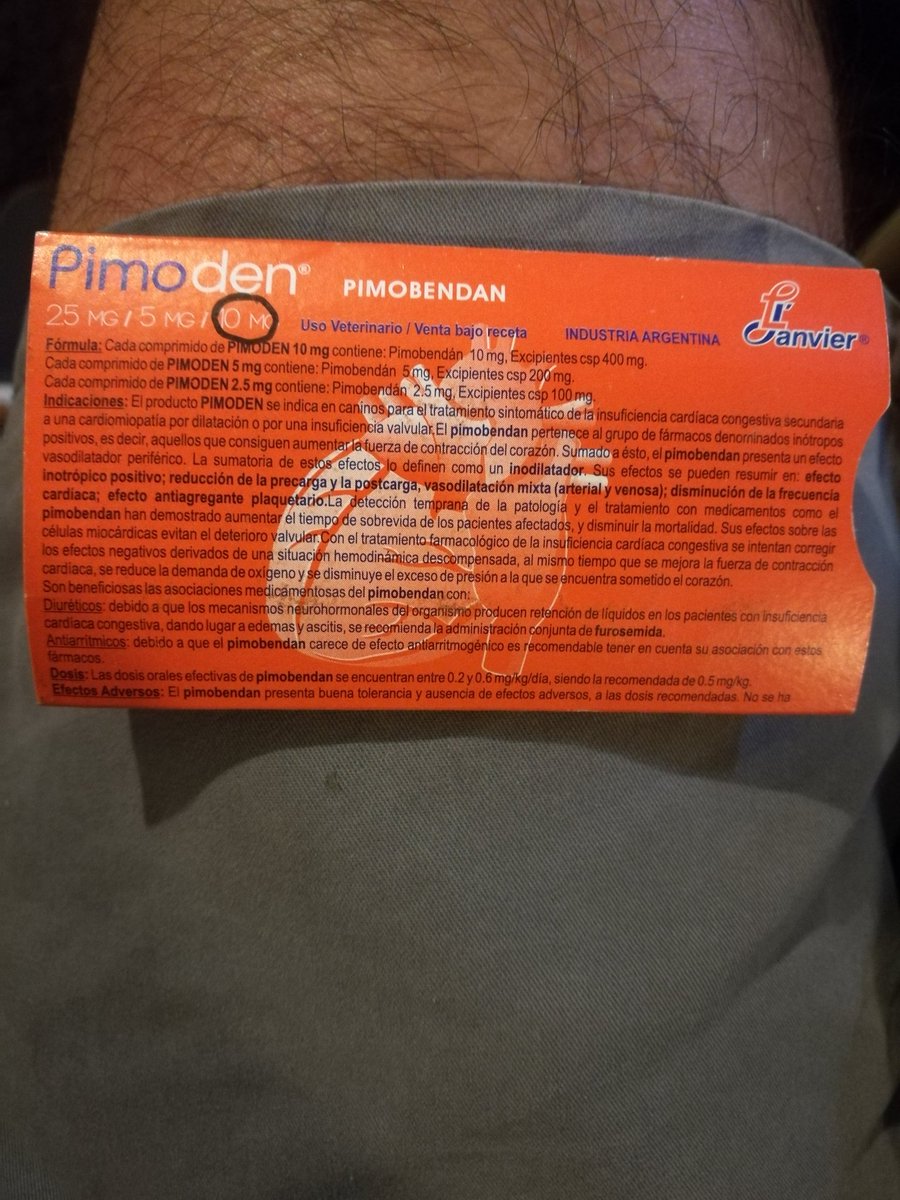 Pimoden®
PIMOBENDAN
2.5 MG / 5 MG / 10 MG
Uso Veterinario / Venta bajo receta
INDUSTRIA ARGENTINA
Janvier®
Fórmula: Cada comprimido de PIMODEN 10 mg contiene: Pimobendán 10 mg, Excipientes csp 400 mg.
Cada comprimido de PIMODEN 5 mg contiene: Pimobendán 5 mg, Excipientes csp 200 mg.
Cada comprimido de PIMODEN 2.5 mg contiene: Pimobendán 2.5 mg, Excipientes csp 100 mg.
Indicaciones: El producto PIMODEN se indica en caninos para el tratamiento sintomático de la insuficiencia cardíaca congestiva secundaria
a una cardiomiopatía por dilatación o por una insuficiencia valvular. El pimobendan pertenece al grupo de fármacos denominados inótropos
positivos, es decir, aquellos que consiguen aumentar la fuerza de contracción del corazón. Sumado a ésto, el pimobendan presenta un efecto
vasodilatador periférico. La sumatoria de estos efectos lo definen como un inodilatador. Sus efectos se pueden resumir en: efecto
inotrópico positivo; reducción de la precarga y la postcarga, vasodilatación mixta (arterial y venosa); disminución de la frecuencia
cardíaca; efecto antiagregante plaquetario. La detección temprana de la patología y el tratamiento con medicamentos como el
pimobendan han demostrado aumentar el tiempo de sobrevida de los pacientes afectados, y disminuir la mortalidad. Sus efectos sobre las
células miocárdicas evitan el deterioro valvular. Con el tratamiento farmacológico de la insuficiencia cardíaca congestiva se intentan corregir
los efectos negativos derivados de una situación hemodinámica descompensada, al mismo tiempo que se mejora la fuerza de contracción
cardíaca, se reduce la demanda de oxígeno y se disminuye el exceso de presión a la que se encuentra sometido el corazón.
Son beneficiosas las asociaciones medicamentosas del pimobendan con:
Diuréticos: debido a que los mecanismos neurohormonales del organismo producen retención de líquidos en los pacientes con insuficiencia
cardíaca congestiva, dando lugar a edemas y ascitis, se recomienda la administración conjunta de furosemida.
Antiarrítmicos: debido a que el pimobendan carece de efecto antiarritmogénico es recomendable tener en cuenta su asociación con estos
fármacos.
Dosis: Las dosis orales efectivas de pimobendan se encuentran entre 0.2 y 0.6 mg/kg/día, siendo la recomendada de 0.5 mg/kg.
Efectos Adversos: El pimobendan presenta buena tolerancia y ausencia de efectos adversos, a las dosis recomendadas. No se ha